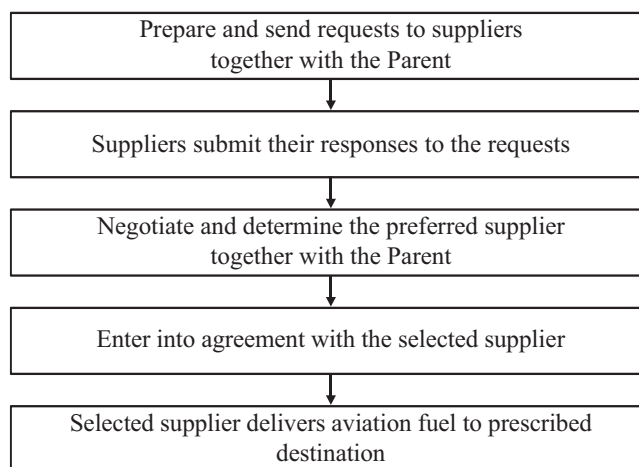 Prepare and send requests to suppliers
together with the Parent
Suppliers submit their responses to the requests
Negotiate and determine the preferred supplier
together with the Parent
Enter into agreement with the selected supplier
Selected supplier delivers aviation fuel to prescribed
destination